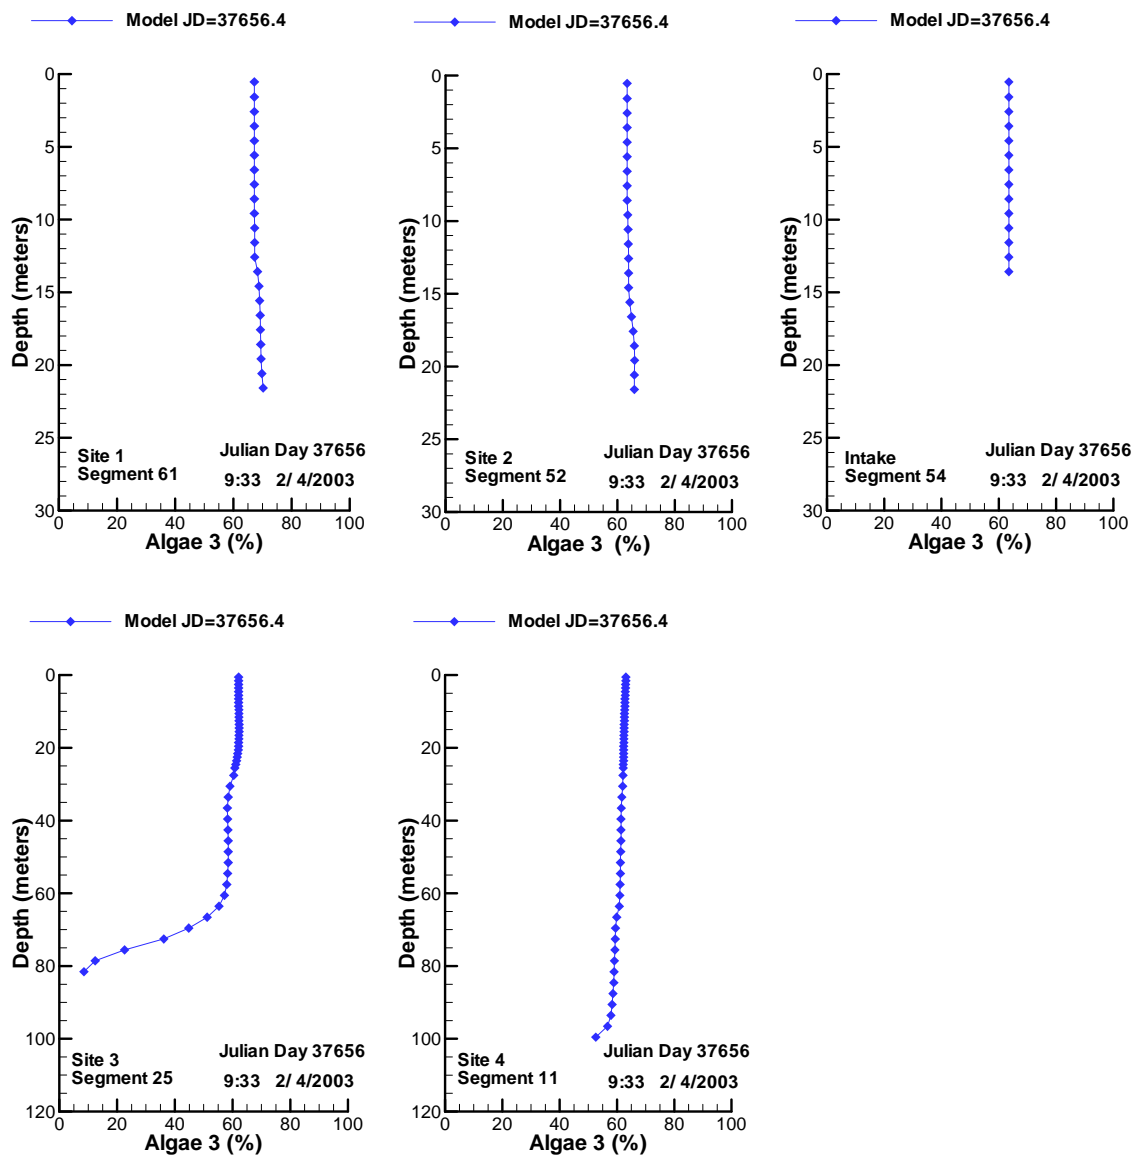 Model JD=37656.4
0
5
10
15
20
25
30
Depth (meters)
Site 1
Segment 61
Julian Day 37656
9:33 2/ 4/2003
0 20 40 60 80 100
Algae 3 (%)
Model JD=37656.4
0
5
10
15
20
25
30
Depth (meters)
Site 2
Segment 52
Julian Day 37656
9:33 2/ 4/2003
0 20 40 60 80 100
Algae 3 (%)
Model JD=37656.4
0
5
10
15
20
25
30
Depth (meters)
Intake
Segment 54
Julian Day 37656
9:33 2/ 4/2003
0 20 40 60 80 100
Algae 3 (%)
Model JD=37656.4
0
20
40
60
80
100
120
Depth (meters)
Site 3
Segment 25
Julian Day 37656
9:33 2/ 4/2003
0 20 40 60 80 100
Algae 3 (%)
Model JD=37656.4
0
20
40
60
80
100
120
Depth (meters)
Site 4
Segment 11
Julian Day 37656
9:33 2/ 4/2003
0 20 40 60 80 100
Algae 3 (%)